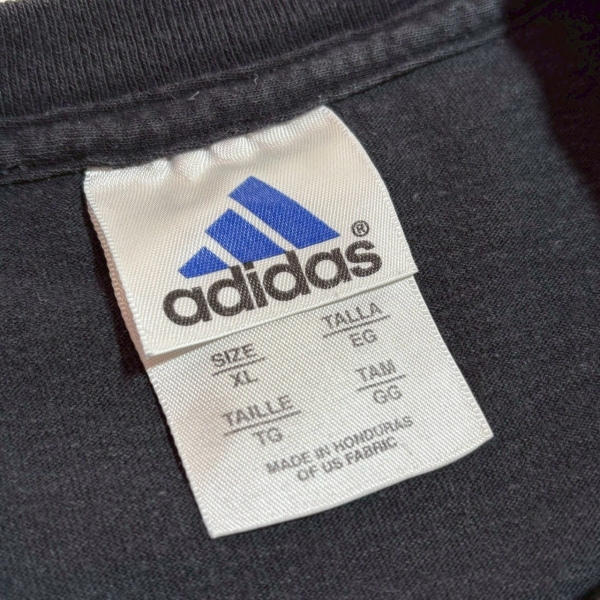 adidas®
SIZE TALLA
XL EG
TAILLE TAM
TG GG
MADE IN HONDURAS
OF US FABRIC